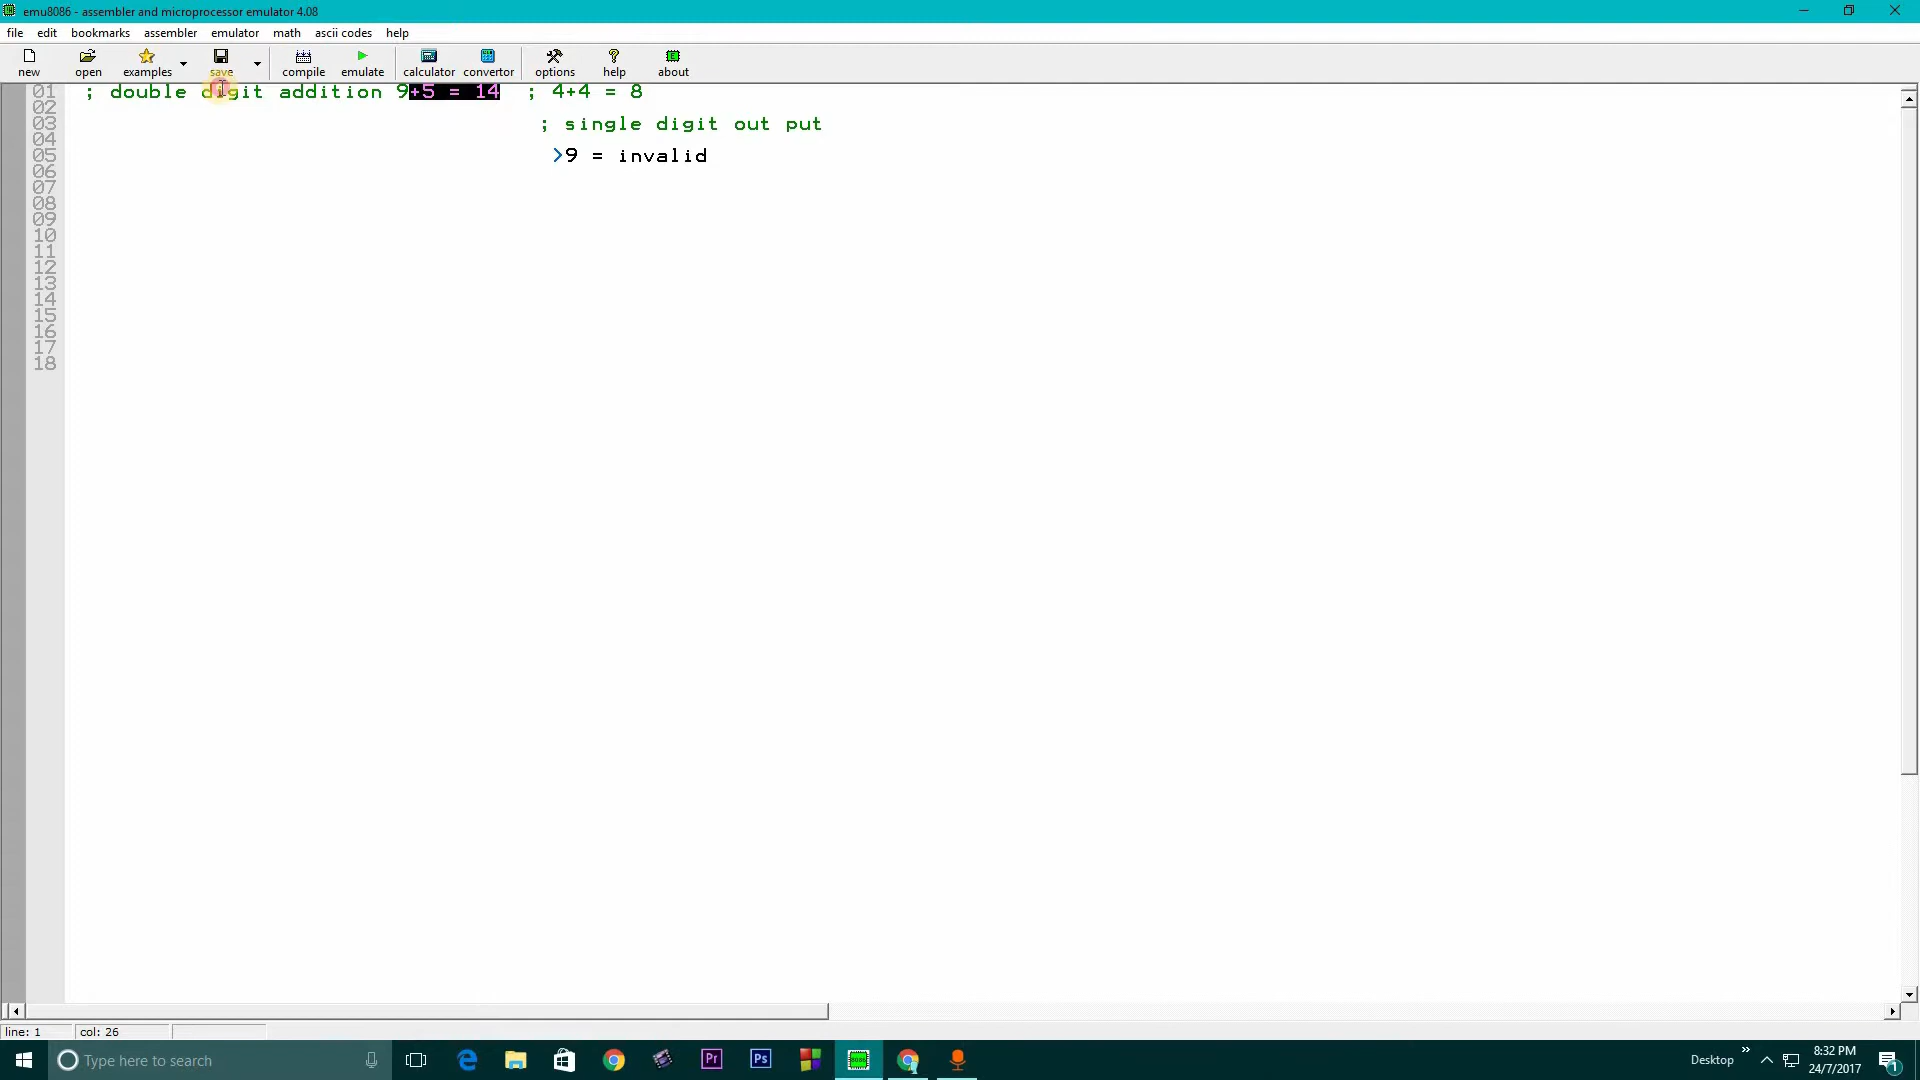 emu8086 - assembler and microprocessor emulator 4.08
file edit bookmarks assembler emulator math ascii codes help
new open examples save compile emulate calculator convertor options help about
01 ; double digit addition 9+5 = 14 ; 4+4 = 8
02
03 ; single digit out put
04
05 >9 = invalid
06
07
08
09
10
11
12
13
14
15
16
17
18
line: 1 col: 26
Type here to search
Pr
Ps
Desktop
8:32 PM
24/7/2017
1